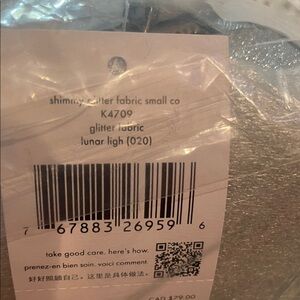 shimmy glitter fabric small co
K4709
glitter fabric
lunar ligh (020)
7 67883 26959 6
take good care. here's how.
prenez-en bien soin. voici comment.
好好照顾自己。这里是具体做法。
CAD $79.00